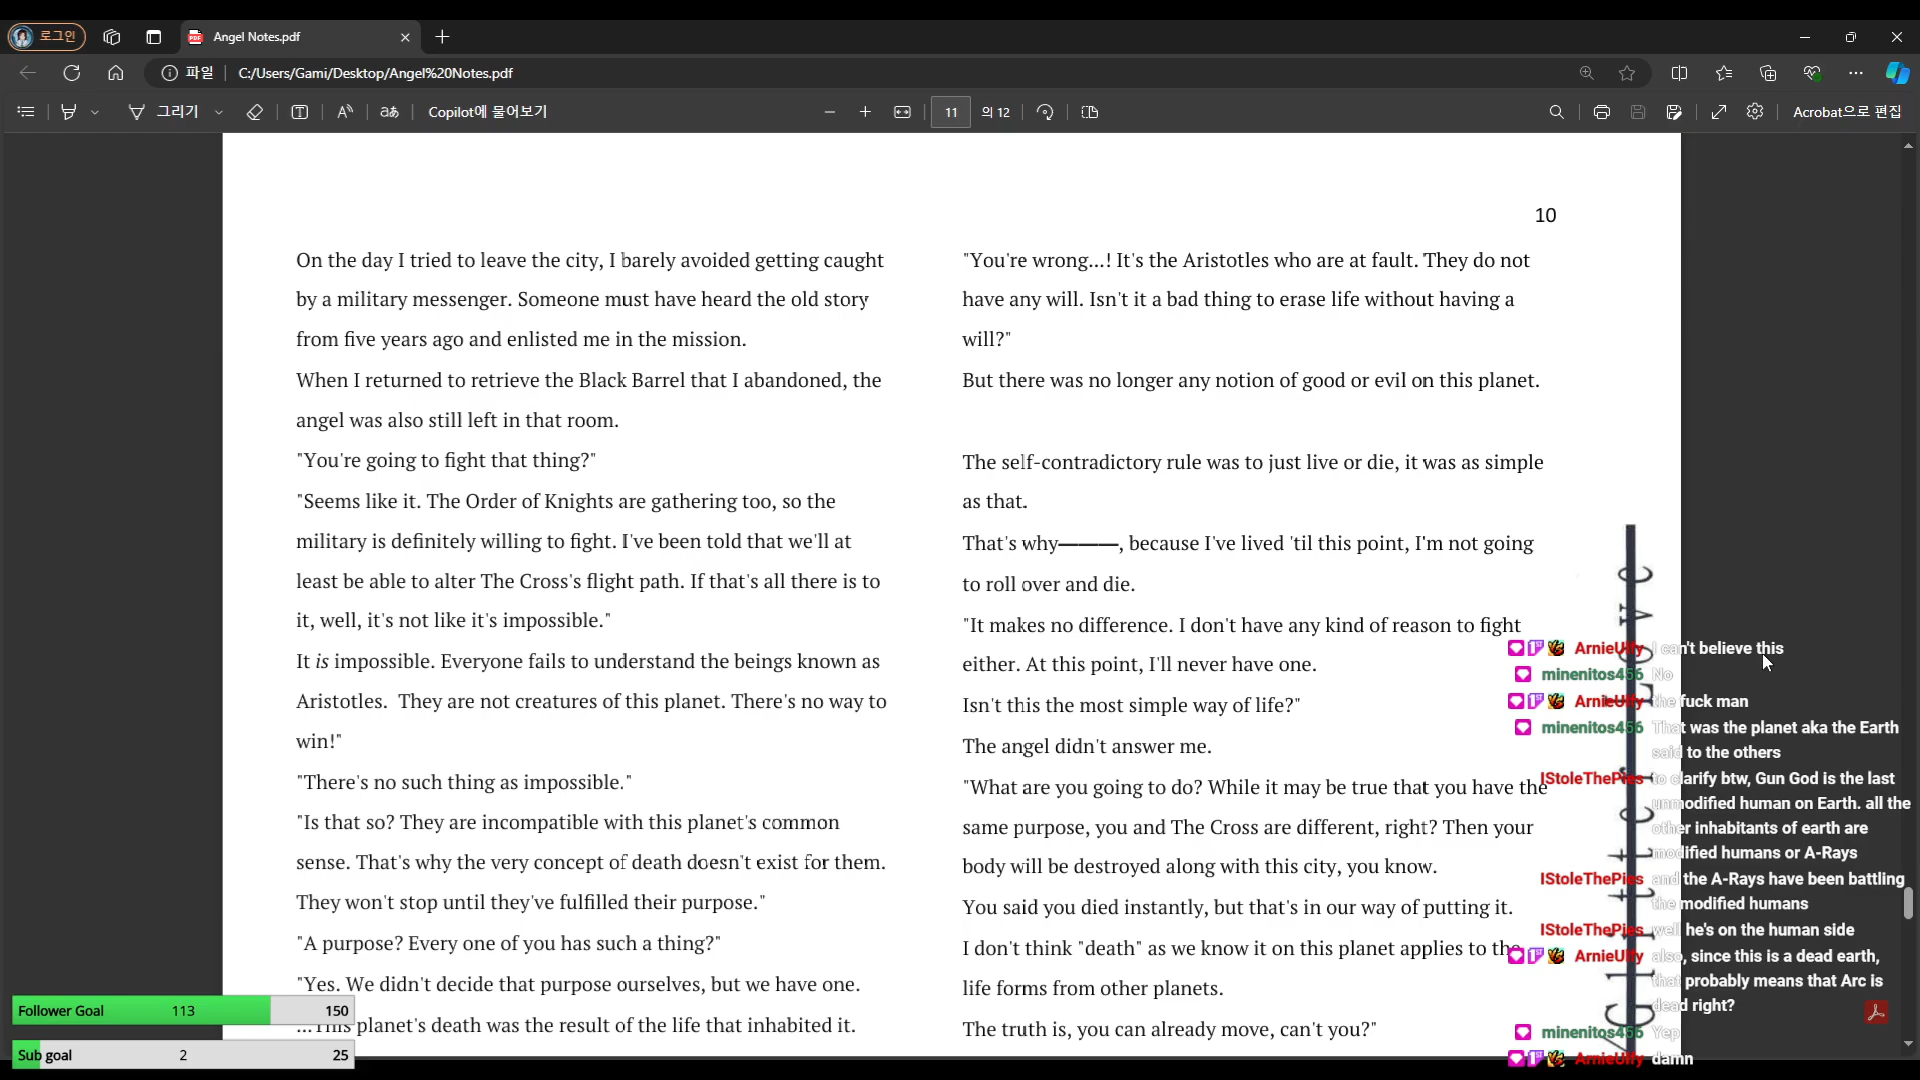 로그인
Angel Notes.pdf
파일
C:/Users/Gami/Desktop/Angel%20Notes.pdf
그리기
Copilot에 물어보기
11 의 12
Acrobat으로 편집
10
On the day I tried to leave the city, I barely avoided getting caught
by a military messenger. Someone must have heard the old story
from five years ago and enlisted me in the mission.
When I returned to retrieve the Black Barrel that I abandoned, the
angel was also still left in that room.
"You're going to fight that thing?"
"Seems like it. The Order of Knights are gathering too, so the
military is definitely willing to fight. I've been told that we'll at
least be able to alter The Cross's flight path. If that's all there is to
it, well, it's not like it's impossible."
It is impossible. Everyone fails to understand the beings known as
Aristotles. They are not creatures of this planet. There's no way to
win!"
"There's no such thing as impossible."
"Is that so? They are incompatible with this planet's common
sense. That's why the very concept of death doesn't exist for them.
They won't stop until they've fulfilled their purpose."
"A purpose? Every one of you has such a thing?"
"Yes. We didn't decide that purpose ourselves, but we have one.
...This planet's death was the result of the life that inhabited it.
"You're wrong...! It's the Aristotles who are at fault. They do not
have any will. Isn't it a bad thing to erase life without having a
will?"
But there was no longer any notion of good or evil on this planet.
The self-contradictory rule was to just live or die, it was as simple
as that.
That's why———, because I've lived 'til this point, I'm not going
to roll over and die.
"It makes no difference. I don't have any kind of reason to fight
either. At this point, I'll never have one.
Isn't this the most simple way of life?"
The angel didn't answer me.
"What are you going to do? While it may be true that you have the
same purpose, you and The Cross are different, right? Then your
body will be destroyed along with this city, you know.
You said you died instantly, but that's in our way of putting it.
I don't think "death" as we know it on this planet applies to the
life forms from other planets.
The truth is, you can already move, can't you?"
ArnieUlfy I can't believe this
minenitos456 No
ArnieUlfy the fuck man
minenitos456 That was the planet aka the Earth
said to the others
IStoleThePies to clarify btw, Gun God is the last
unmodified human on Earth. all the
other inhabitants of earth are
modified humans or A-Rays
IStoleThePies and the A-Rays have been battling
the modified humans
IStoleThePies well he's on the human side
ArnieUlfy also, since this is a dead earth,
that probably means that Arc is
dead right?
minenitos456 Yep
ArnieUlfy damn
Follower Goal 113 150
Sub goal 2 25